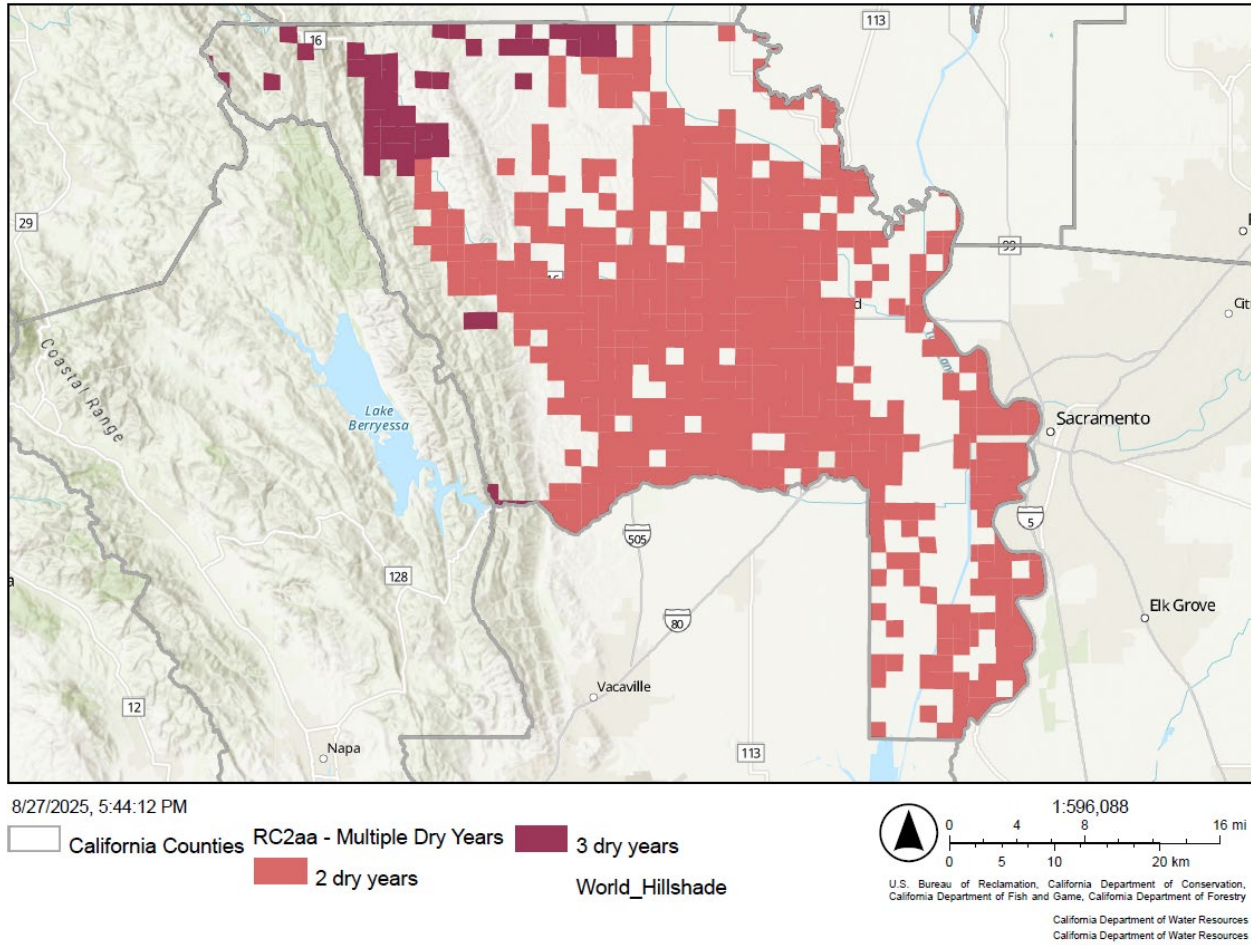 113
16
29
99
Cit
16
d
Coastal Range
Lake
Berryessa
Sacramento
505
5
128
80
Elk Grove
Vacaville
12
113
Napa
8/27/2025, 5:44:12 PM
California Counties
RC2aa - Multiple Dry Years
2 dry years
3 dry years
World_Hillshade
1:596,088
0 4 8 16 mi
0 5 10 20 km
U.S. Bureau of Reclamation, California Department of Conservation,
California Department of Fish and Game, California Department of Forestry
California Department of Water Resources
California Department of Water Resources